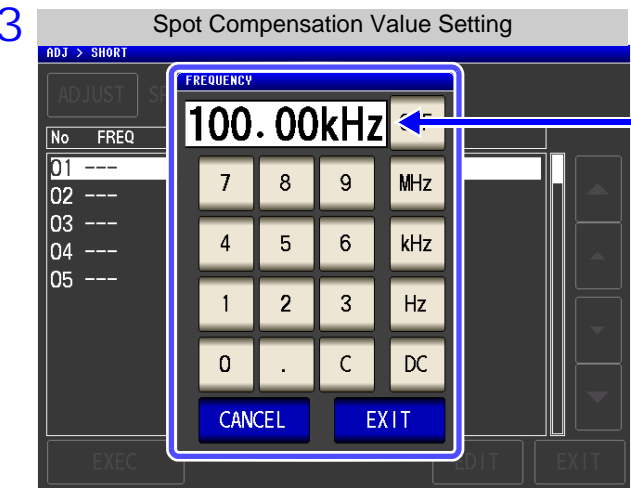 3
Spot Compensation Value Setting
ADJ > SHORT
ADJUST
FREQUENCY
100.00kHz
No FREQ
01 ---
02 ---
03 ---
04 ---
05 ---
7 8 9 MHz
4 5 6 kHz
1 2 3 Hz
0 . C DC
CANCEL EXIT
EXEC EDIT EXIT